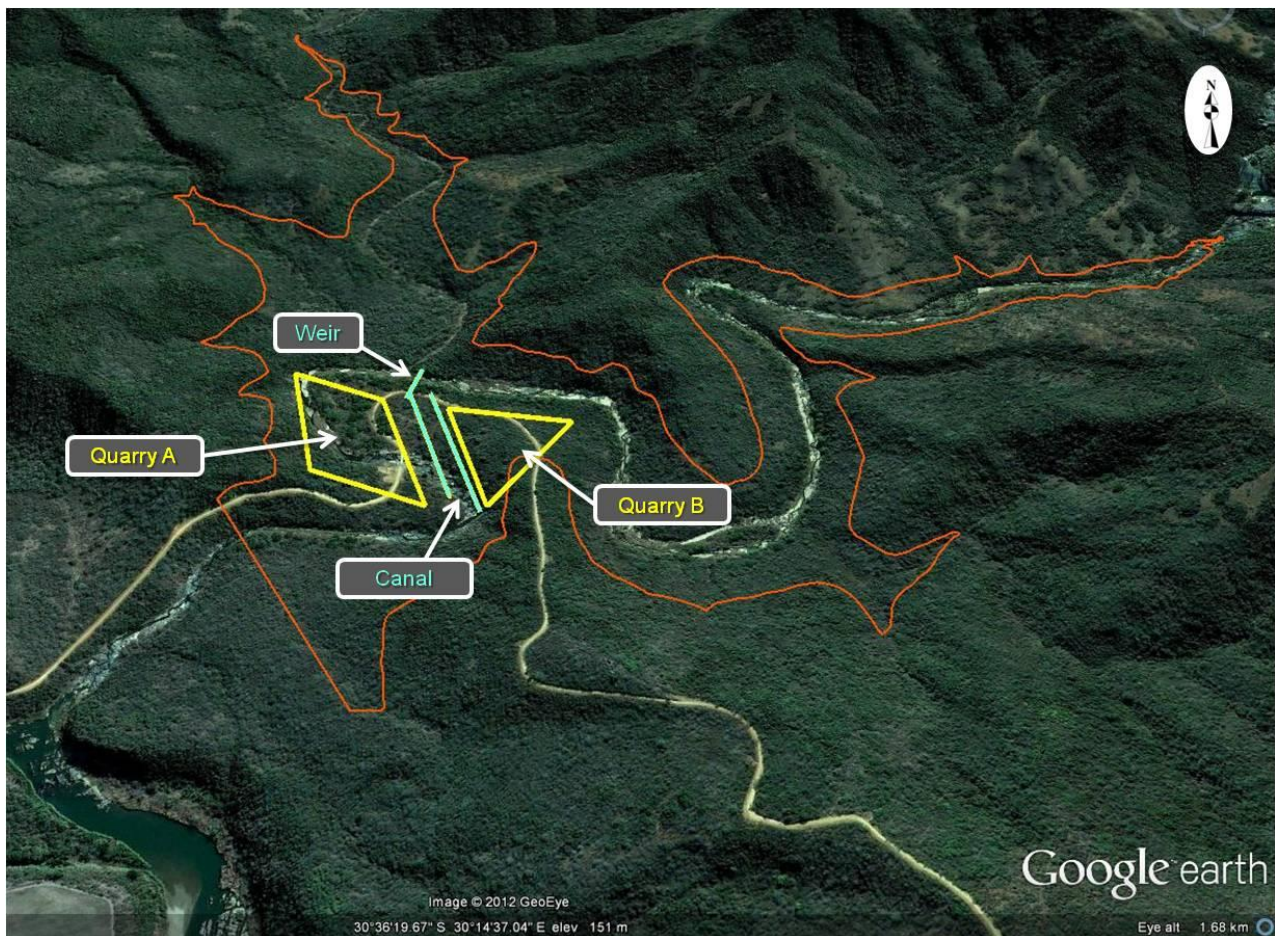 N
Weir
Quarry A
Quarry B
Canal
Google earth
Image © 2012 GeoEye
30°36'19.67" S 30°14'37.04" E elev 151 m
Eye alt 1.68 km